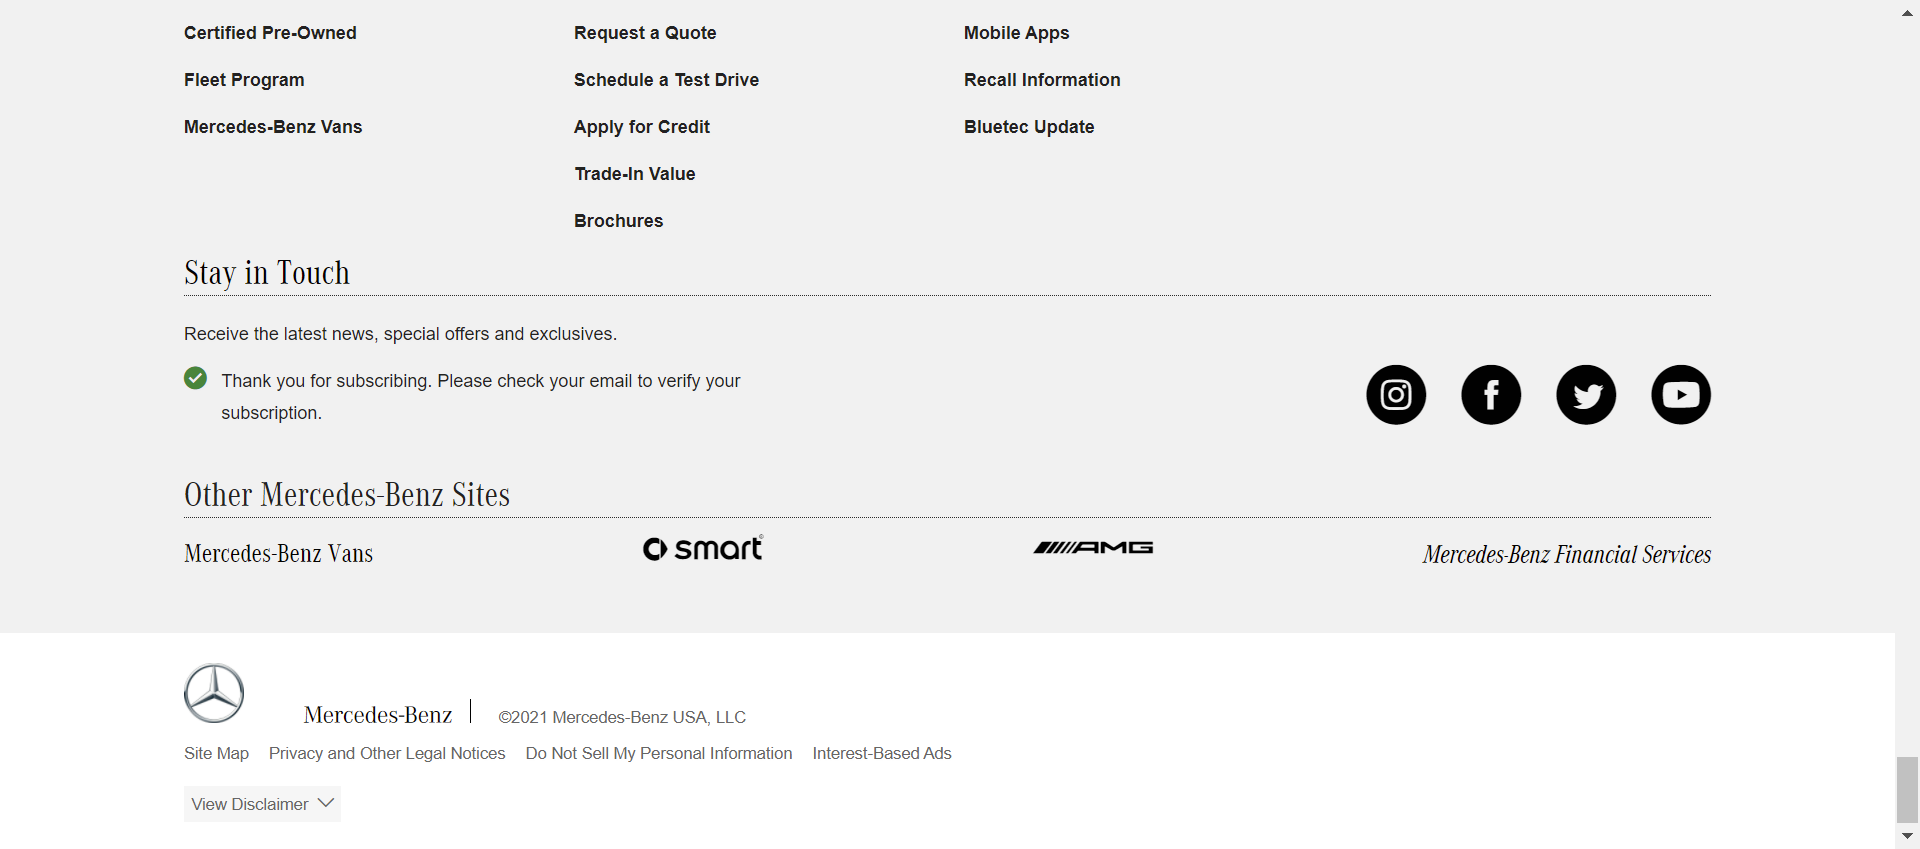 Certified Pre-Owned
Fleet Program
Mercedes-Benz Vans
Request a Quote
Schedule a Test Drive
Apply for Credit
Trade-In Value
Brochures
Mobile Apps
Recall Information
Bluetec Update
Stay in Touch
Receive the latest news, special offers and exclusives.
Thank you for subscribing. Please check your email to verify your
subscription.
Other Mercedes-Benz Sites
Mercedes-Benz Vans
smart®
AMG
Mercedes-Benz Financial Services
Mercedes-Benz
©2021 Mercedes-Benz USA, LLC
Site Map
Privacy and Other Legal Notices
Do Not Sell My Personal Information
Interest-Based Ads
View Disclaimer